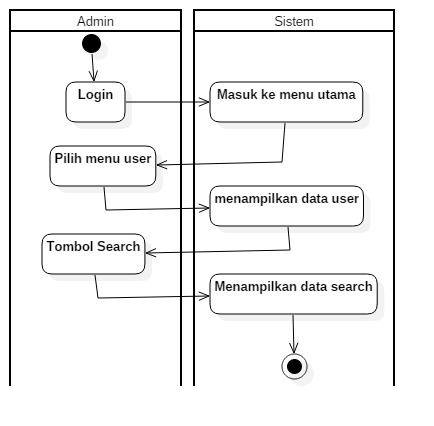 Admin
Sistem
Login
Masuk ke menu utama
Pilih menu user
menampilkan data user
Tombol Search
Menampilkan data search